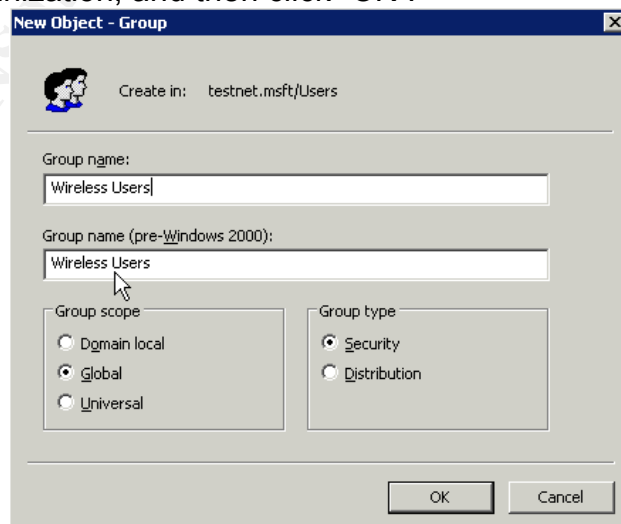 New Object - Group
Create in: testnet.msft/Users
Group name:
Wireless Users
Group name (pre-Windows 2000):
Wireless Users
Group scope
Domain local
Global
Universal
Group type
Security
Distribution
OK Cancel